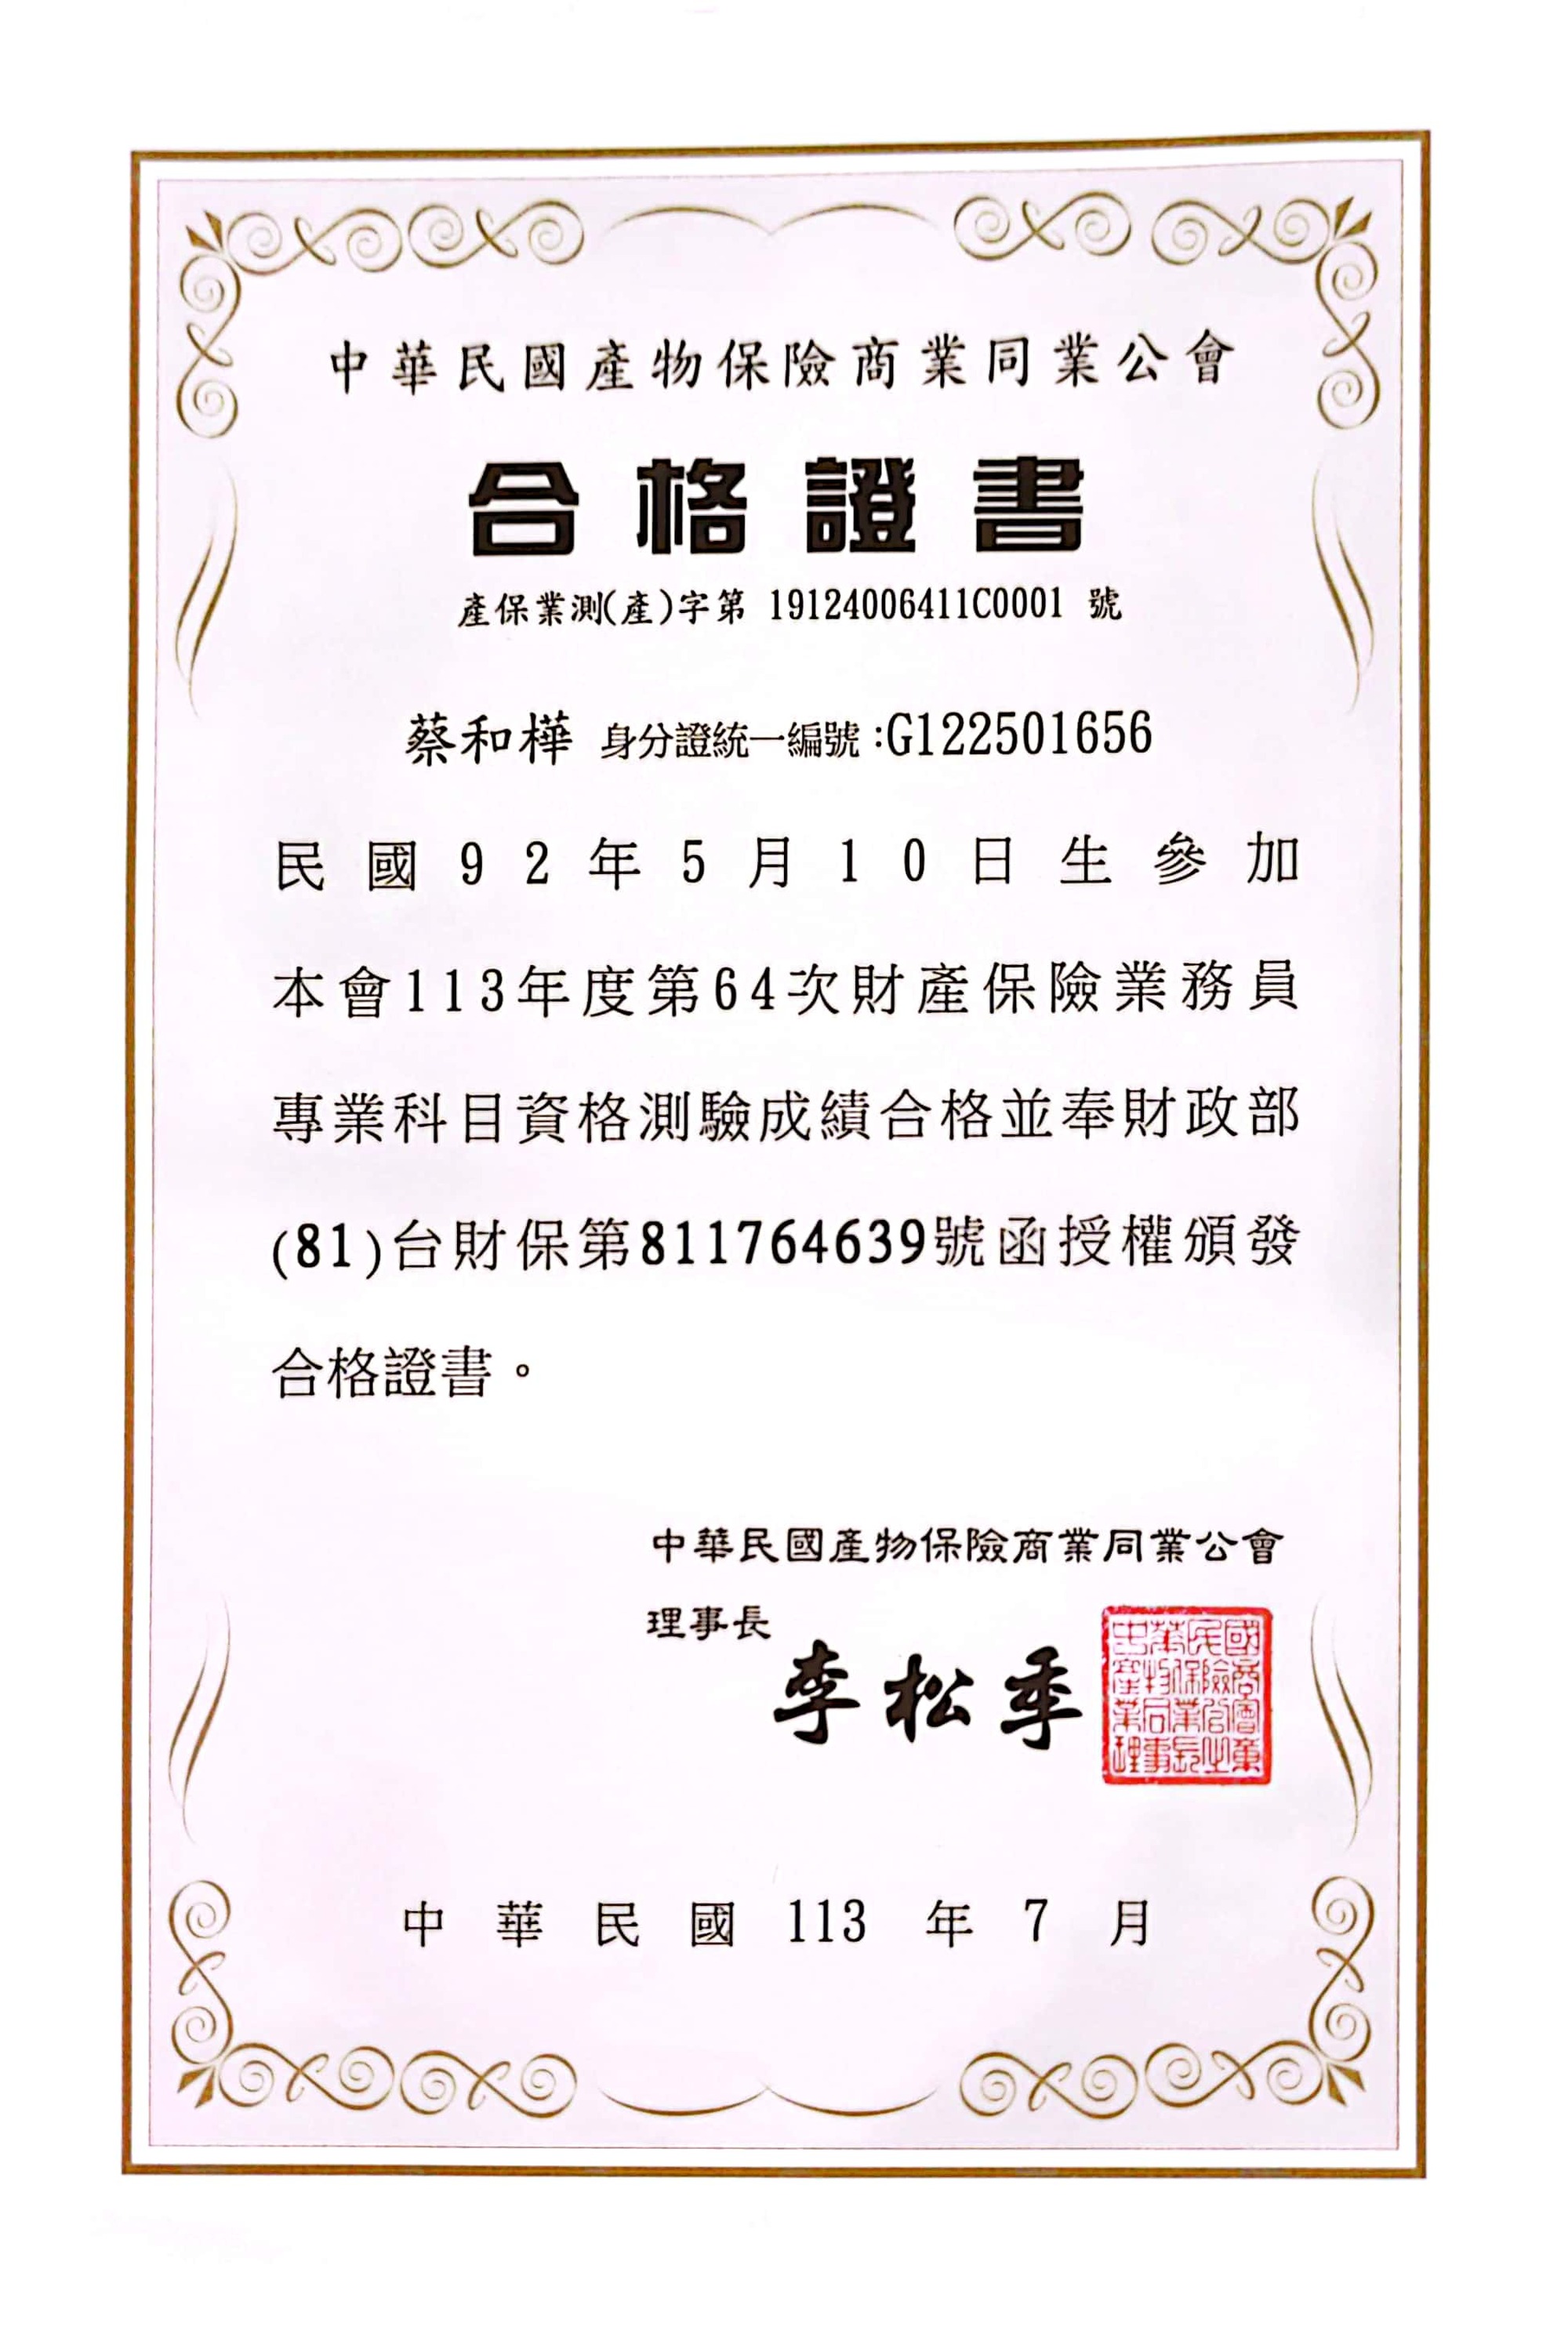 中華民國產物保險商業同業公會
合格證書
產保業測(產)字第 19124006411C0001 號
蔡和樺 身分證統一編號:G122501656
民國92年5月10日生參加
本會113年度第64次財產保險業務員
專業科目資格測驗成績合格並奉財政部
(81)台財保第811764639號函授權頒發
合格證書。
中華民國產物保險商業同業公會
理事長
李松季
中華民國
產物保險商
業同業公會
理事長
中華民國 113 年 7 月